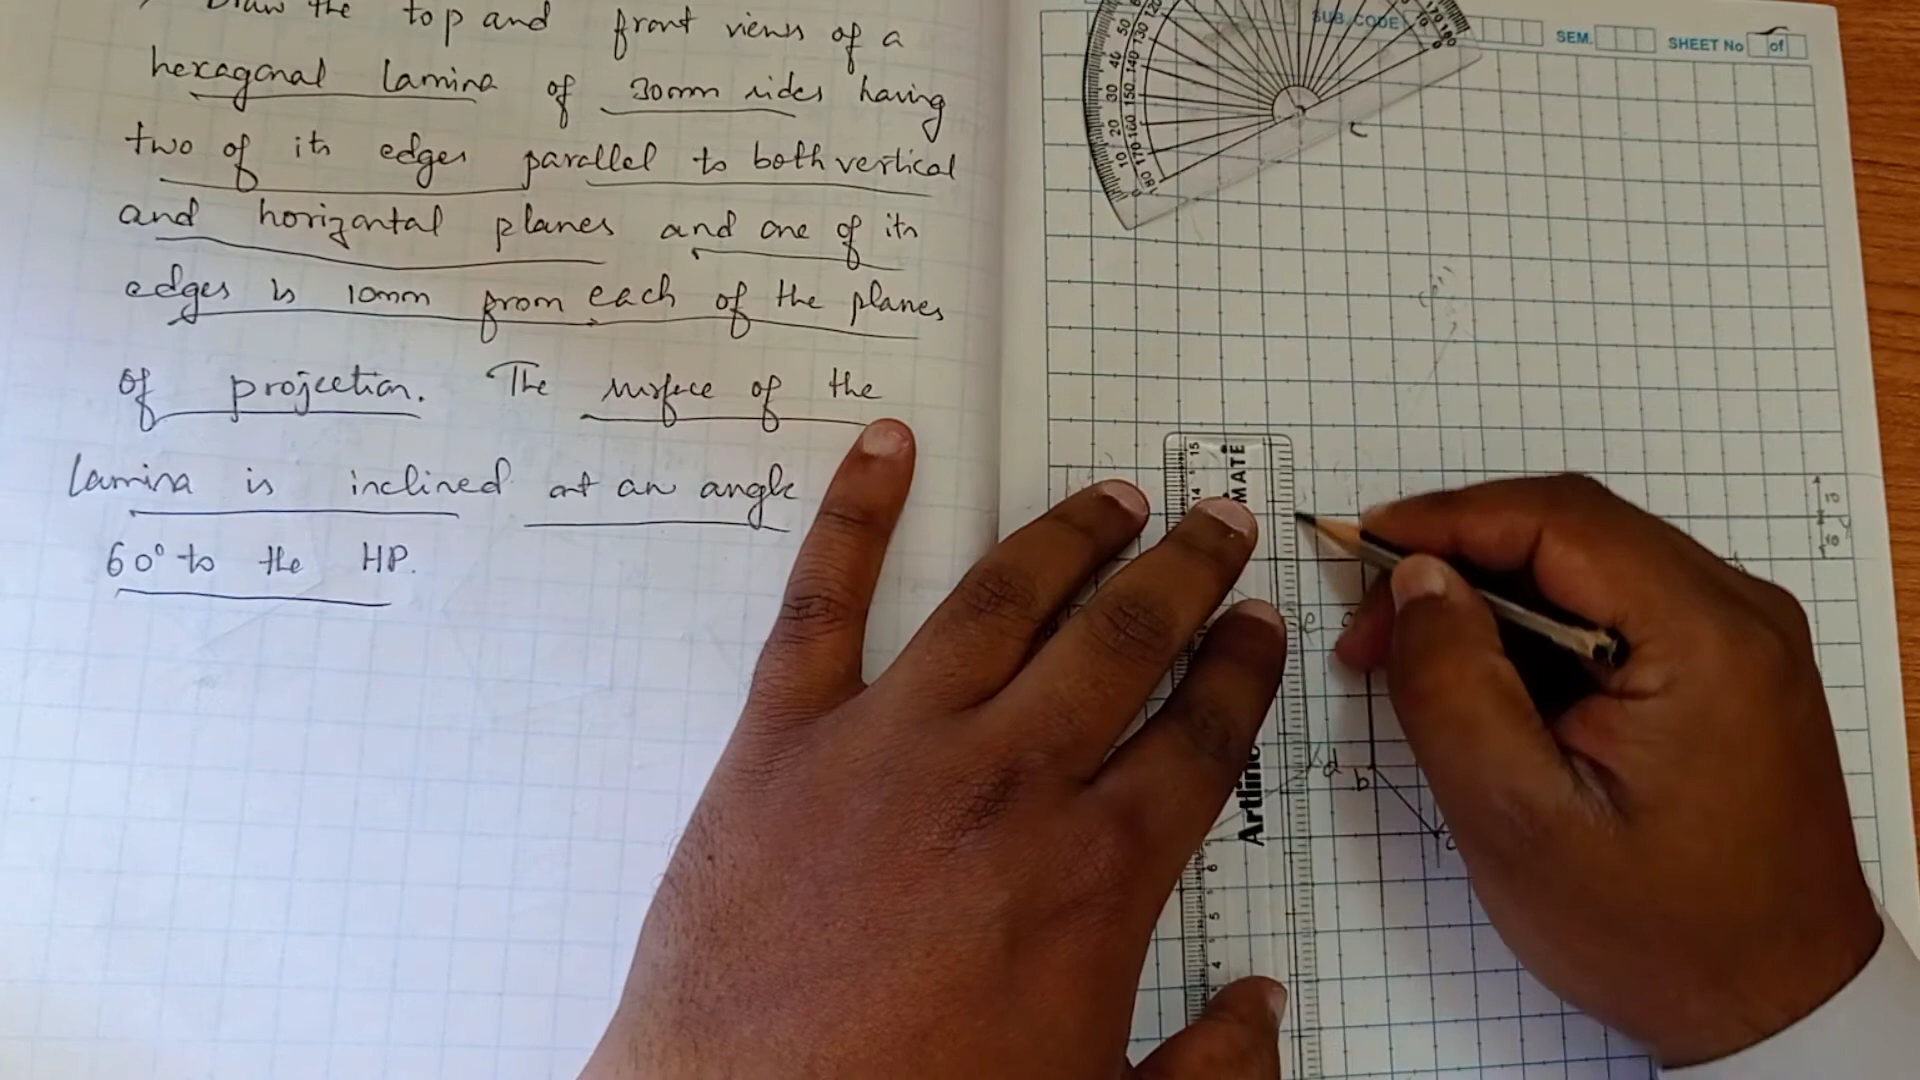 Draw the top and front views of a
hexagonal lamina of 30mm sides having
two of its edges parallel to both vertical
and horizontal planes and one of its
edges is 10mm from each of the planes
of projection. The surface of the
lamina is inclined at an angle
60° to the HP.
SUB. CODE
SEM.
SHEET No of
MATE
Artline
e
d
b
c